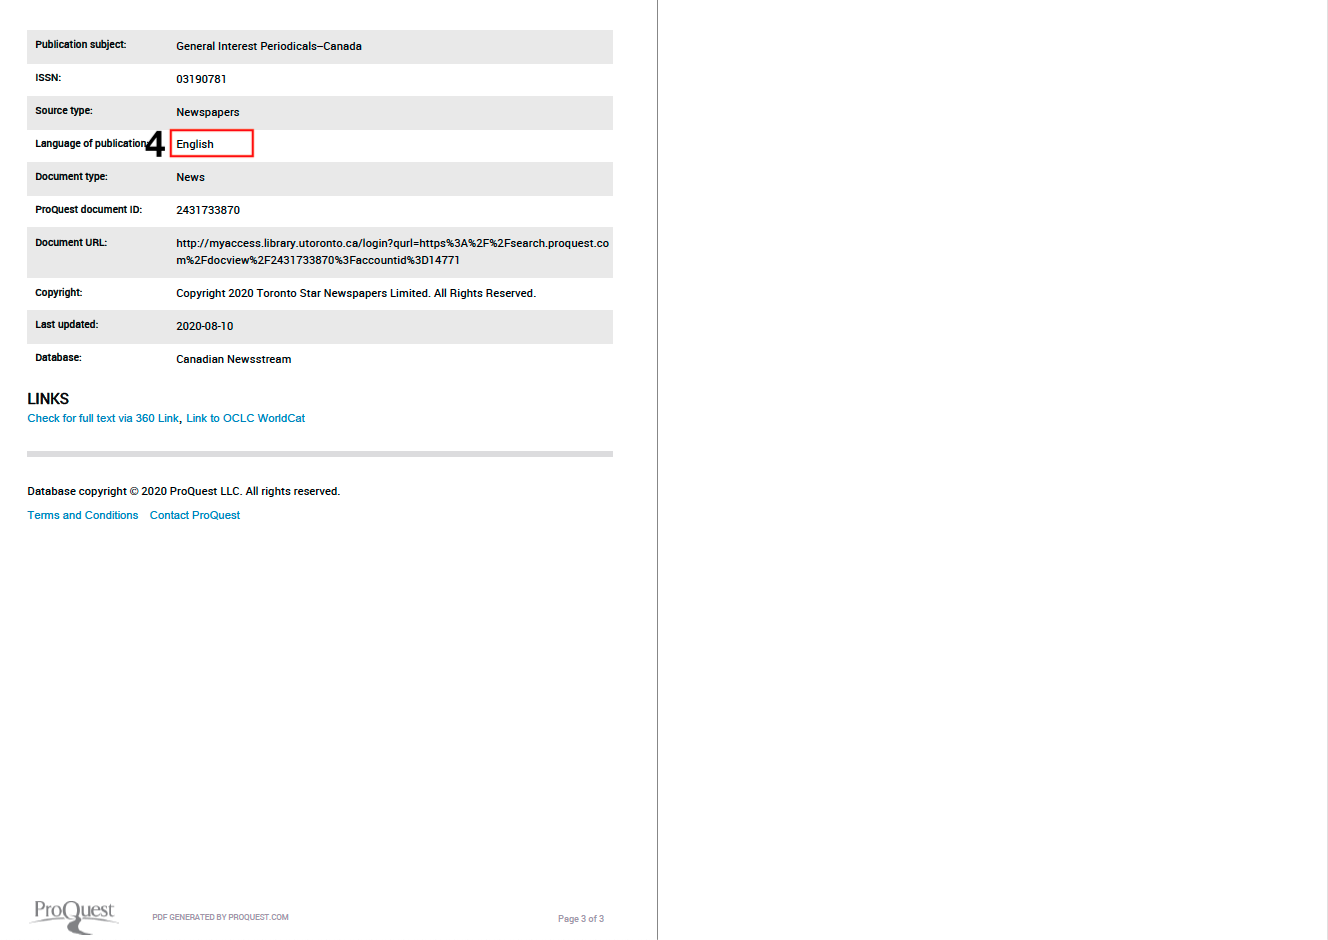 Publication subject: General Interest Periodicals–Canada
ISSN: 03190781
Source type: Newspapers
Language of publication: 4 English
Document type: News
ProQuest document ID: 2431733870
Document URL: http://myaccess.library.utoronto.ca/login?qurl=https%3A%2F%2Fsearch.proquest.co
m%2Fdocview%2F2431733870%3Faccountid%3D14771
Copyright: Copyright 2020 Toronto Star Newspapers Limited. All Rights Reserved.
Last updated: 2020-08-10
Database: Canadian Newsstream
LINKS
Check for full text via 360 Link, Link to OCLC WorldCat
Database copyright © 2020 ProQuest LLC. All rights reserved.
Terms and Conditions Contact ProQuest
ProQuest PDF GENERATED BY PROQUEST.COM Page 3 of 3